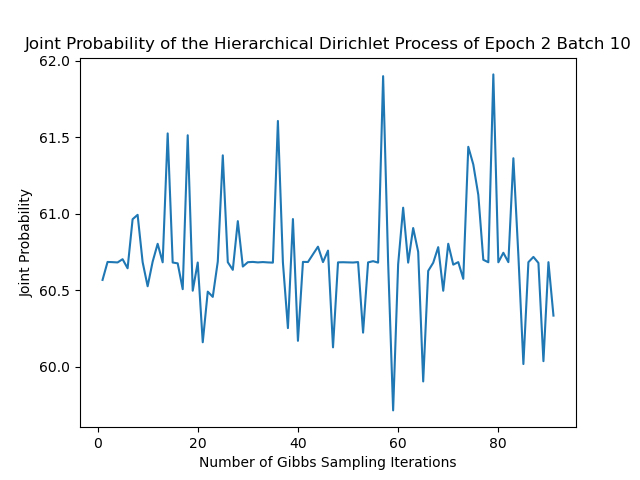 Joint Probability of the Hierarchical Dirichlet Process of Epoch 2 Batch 10
62.0
61.5
61.0
60.5
60.0
Joint Probability
0 20 40 60 80
Number of Gibbs Sampling Iterations